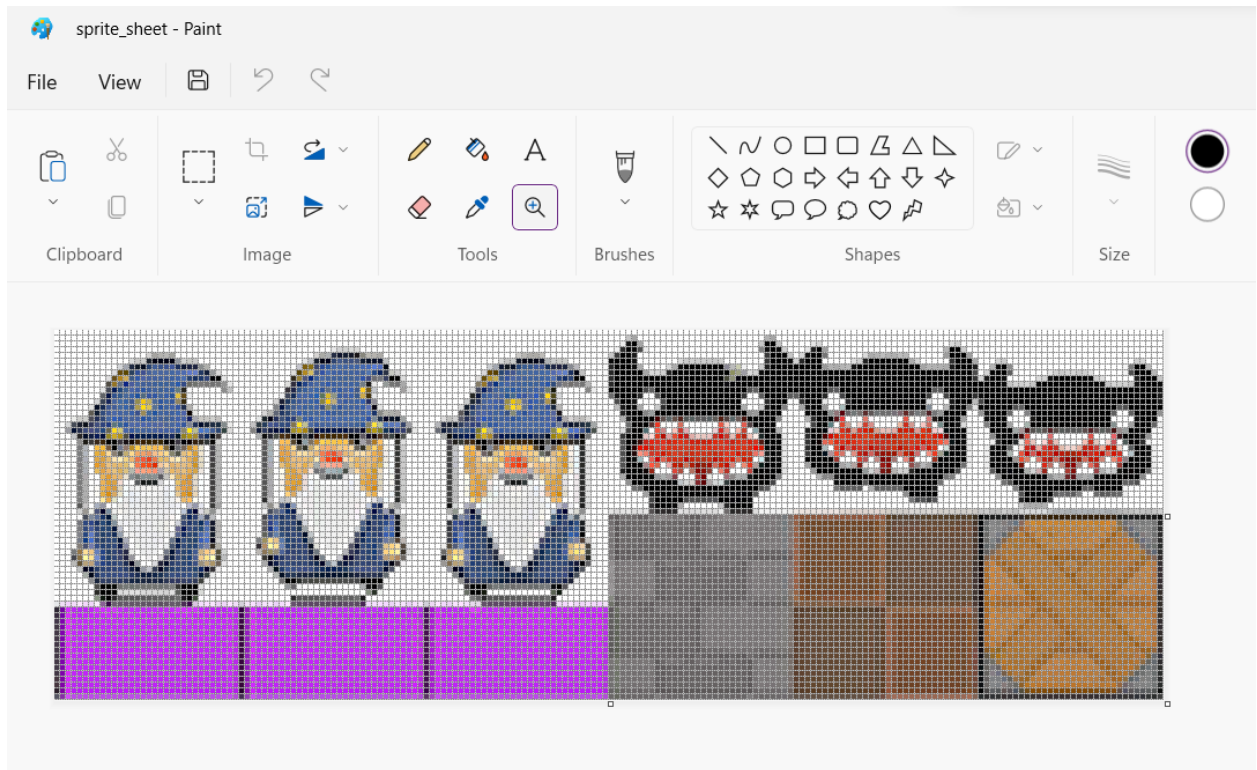 sprite_sheet - Paint
File View
A
Clipboard Image Tools Brushes Shapes Size